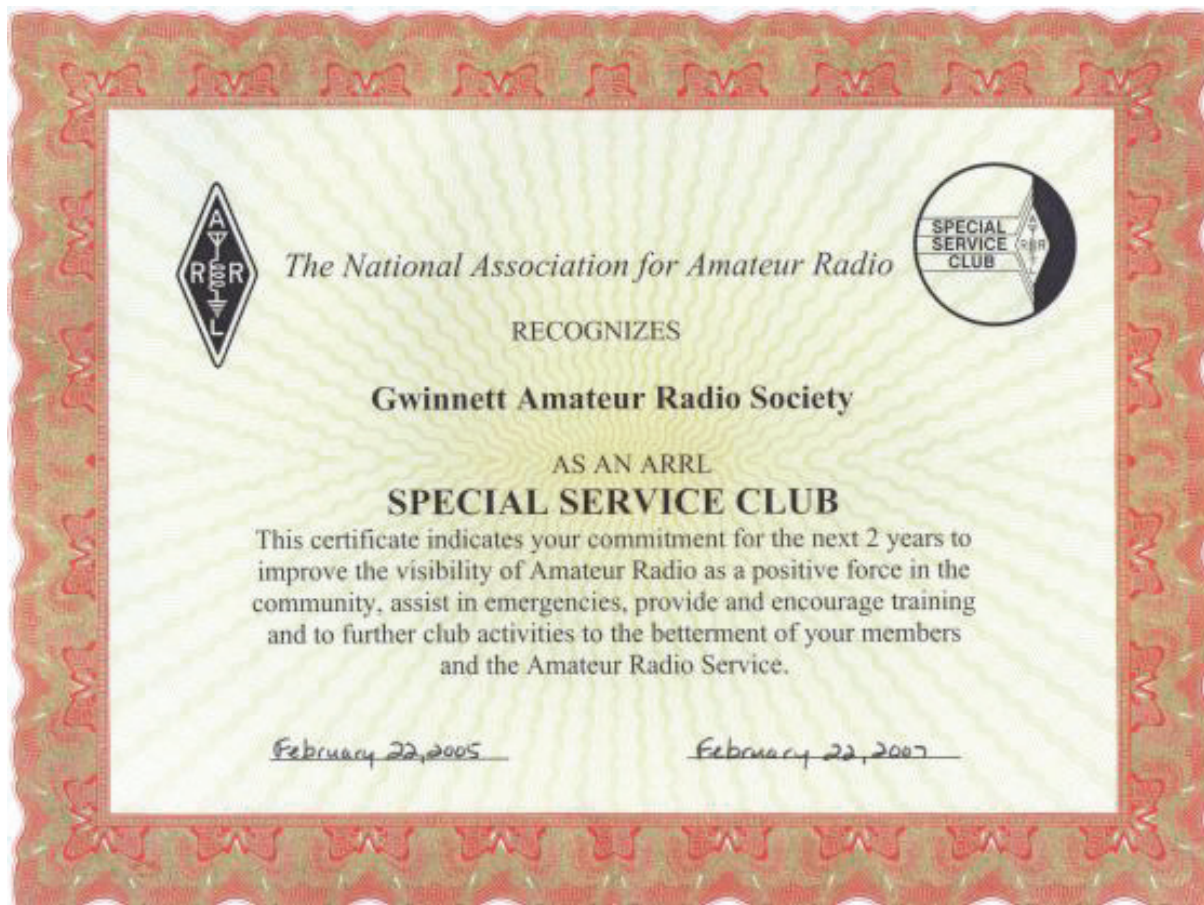 A
R R
L
SPECIAL
SERVICE
CLUB
A
R R
L
The National Association for Amateur Radio
RECOGNIZES
Gwinnett Amateur Radio Society
AS AN ARRL
SPECIAL SERVICE CLUB
This certificate indicates your commitment for the next 2 years to
improve the visibility of Amateur Radio as a positive force in the
community, assist in emergencies, provide and encourage training
and to further club activities to the betterment of your members
and the Amateur Radio Service.
February 22, 2005 February 22, 2007